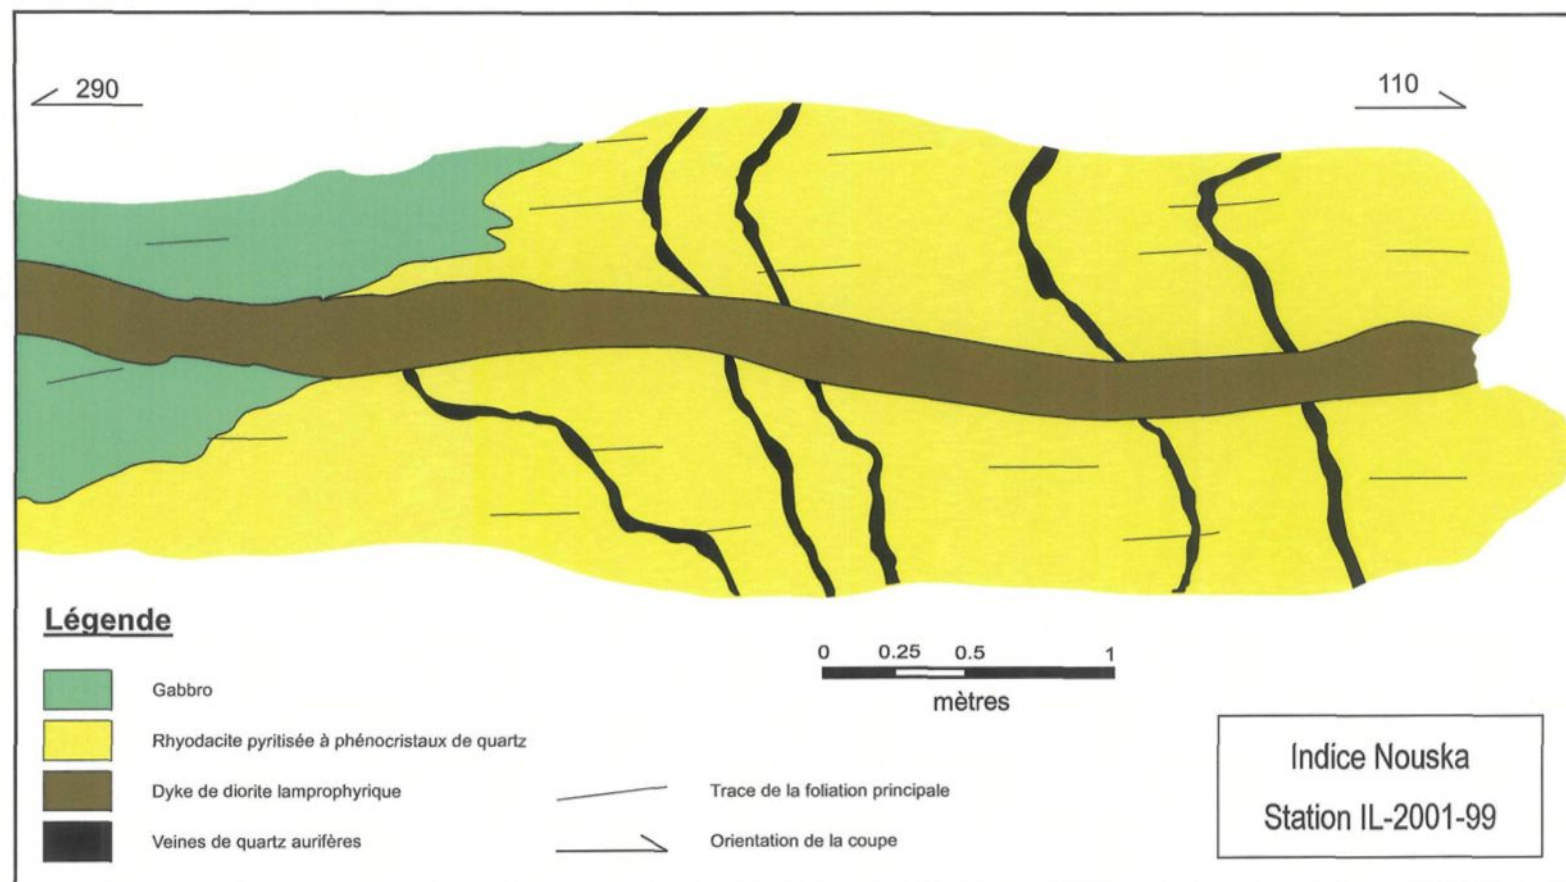 290
110
Légende
Gabbro
Rhyodacite pyritisée à phénocristaux de quartz
Dyke de diorite lamprophyrique
Veines de quartz aurifères
Trace de la foliation principale
Orientation de la coupe
0 0.25 0.5 1
mètres
Indice Nouska
Station IL-2001-99